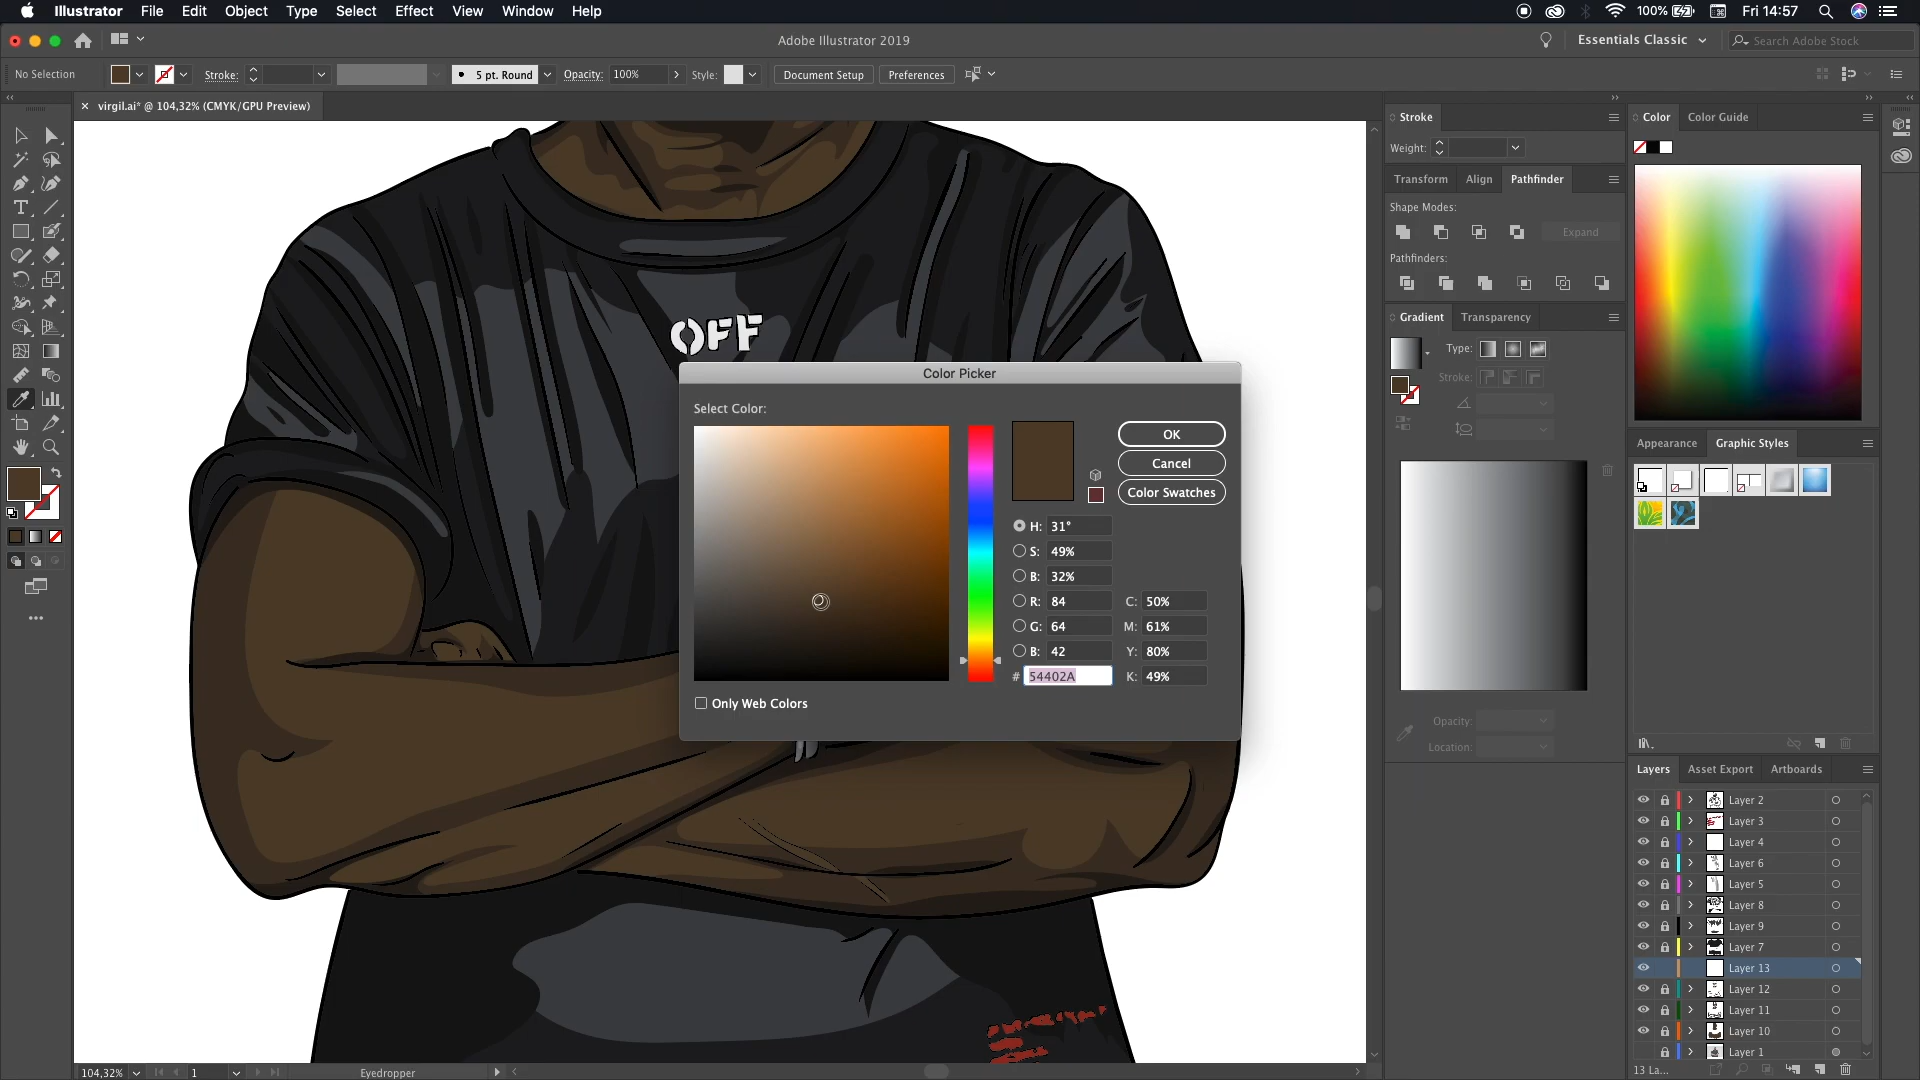 Illustrator File Edit Object Type Select Effect View Window Help 100% Fri 14:57
Adobe Illustrator 2019 Essentials Classic Search Adobe Stock
No Selection Stroke: 5 pt. Round Opacity: 100% Style: Document Setup Preferences
virgil.ai* @ 104,32% (CMYK/GPU Preview)
OFF
Color Picker
Select Color:
OK
Cancel
Color Swatches
H: 31°
S: 49%
B: 32%
R: 84 C: 50%
G: 64 M: 61%
B: 42 Y: 80%
# 54402A K: 49%
Only Web Colors
Stroke
Weight:
Transform Align Pathfinder
Shape Modes:
Expand
Pathfinders:
Gradient Transparency
Type:
Stroke:
Opacity:
Location:
Color Color Guide
Appearance Graphic Styles
Layers Asset Export Artboards
Layer 2
Layer 3
Layer 4
Layer 6
Layer 5
Layer 8
Layer 9
Layer 7
Layer 13
Layer 12
Layer 11
Layer 10
Layer 1
13 La...
104,32% 1 Eyedropper